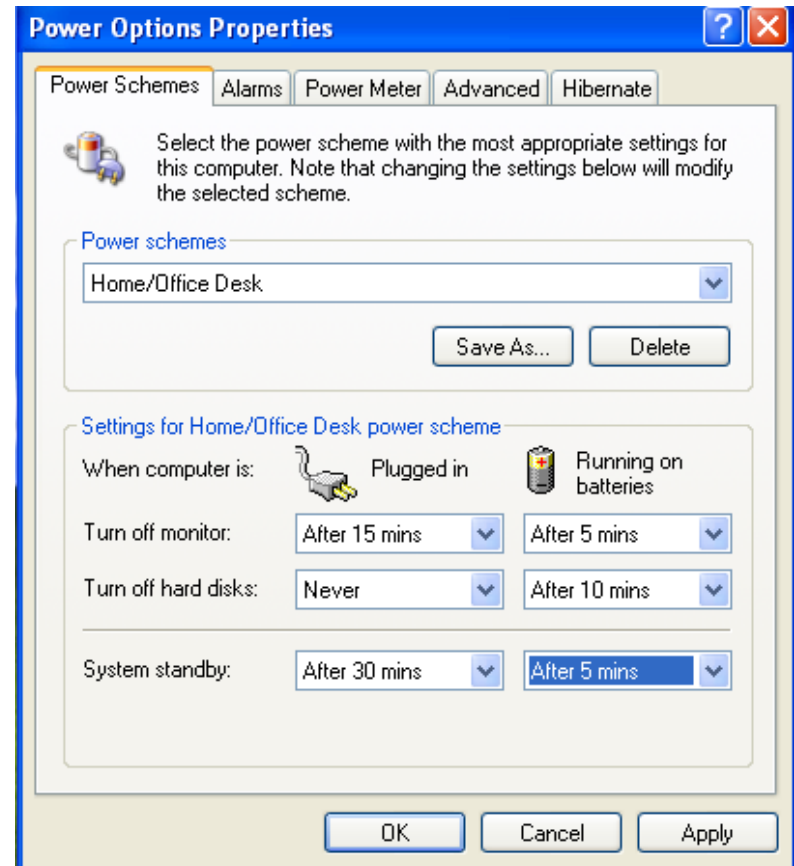 Power Options Properties
Power Schemes Alarms Power Meter Advanced Hibernate
Select the power scheme with the most appropriate settings for
this computer. Note that changing the settings below will modify
the selected scheme.
Power schemes
Home/Office Desk
Save As... Delete
Settings for Home/Office Desk power scheme
When computer is: Plugged in Running on
batteries
Turn off monitor: After 15 mins After 5 mins
Turn off hard disks: Never After 10 mins
System standby: After 30 mins After 5 mins
OK Cancel Apply